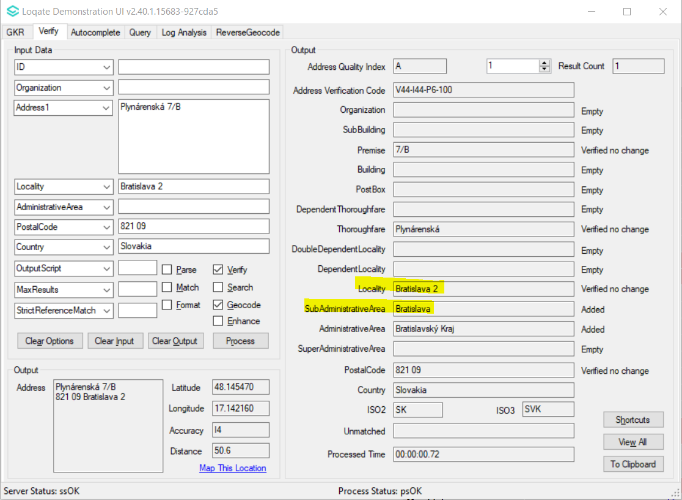 Loqate Demonstration UI v2.40.1.15683-927cda5
GKR Verify Autocomplete Query Log Analysis ReverseGeocode
Input Data
ID
Organization
Address1 Plynárenská 7/B
Locality Bratislava 2
AdministrativeArea
PostalCode 821 09
Country Slovakia
OutputScript Parse Verify
MaxResults Match Search
StrictReferenceMatch Format Geocode
Enhance
Clear Options Clear Input Clear Output Process
Output
Address Plynárenská 7/B
821 09 Bratislava 2
Latitude 48.145470
Longitude 17.142160
Accuracy I4
Distance 50.6
Map This Location
Output
Address Quality Index A 1 Result Count 1
Address Verification Code V44-I44-P6-100
Organization Empty
SubBuilding Empty
Premise 7/B Verified no change
Building Empty
PostBox Empty
DependentThoroughfare Empty
Thoroughfare Plynárenská Verified no change
DoubleDependentLocality Empty
DependentLocality Empty
Locality Bratislava 2 Verified no change
SubAdministrativeArea Bratislava Added
AdministrativeArea Bratislavský Kraj Added
SuperAdministrativeArea Empty
PostalCode 821 09 Verified no change
Country Slovakia
ISO2 SK ISO3 SVK
Unmatched
Processed Time 00:00:00.72
Shortcuts
View All
To Clipboard
Server Status: ssOK Process Status: psOK